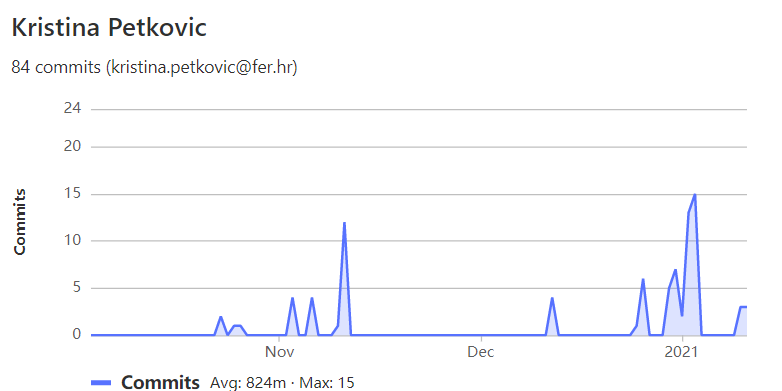 Kristina Petkovic
84 commits (kristina.petkovic@fer.hr)
24
20
15
10
5
0
Commits
Nov
Dec
2021
Commits Avg: 824m · Max: 15